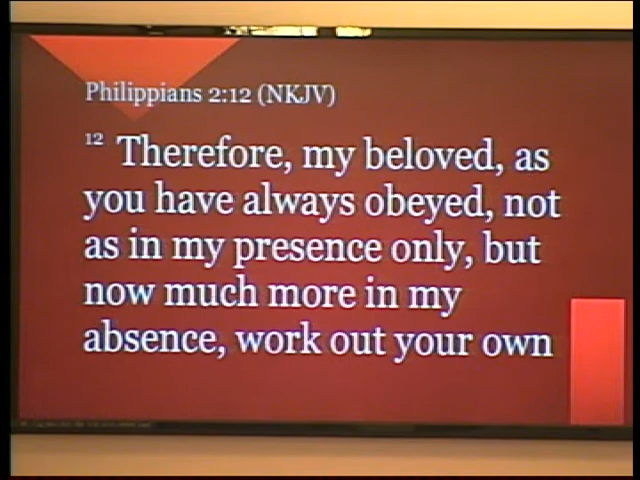 Philippians 2:12 (NKJV)
12 Therefore, my beloved, as
you have always obeyed, not
as in my presence only, but
now much more in my
absence, work out your own